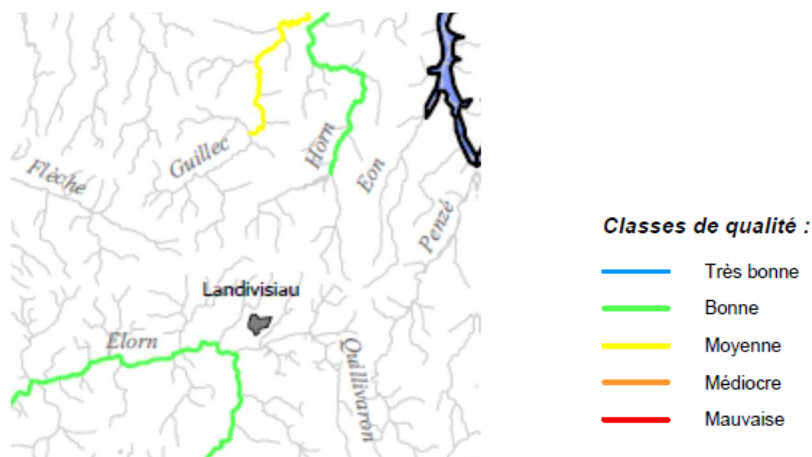 Flèche
Guillec
Horn
Eon
Penzé
Landivisiau
Elorn
Quillivaron
Classes de qualité :
Très bonne
Bonne
Moyenne
Médiocre
Mauvaise